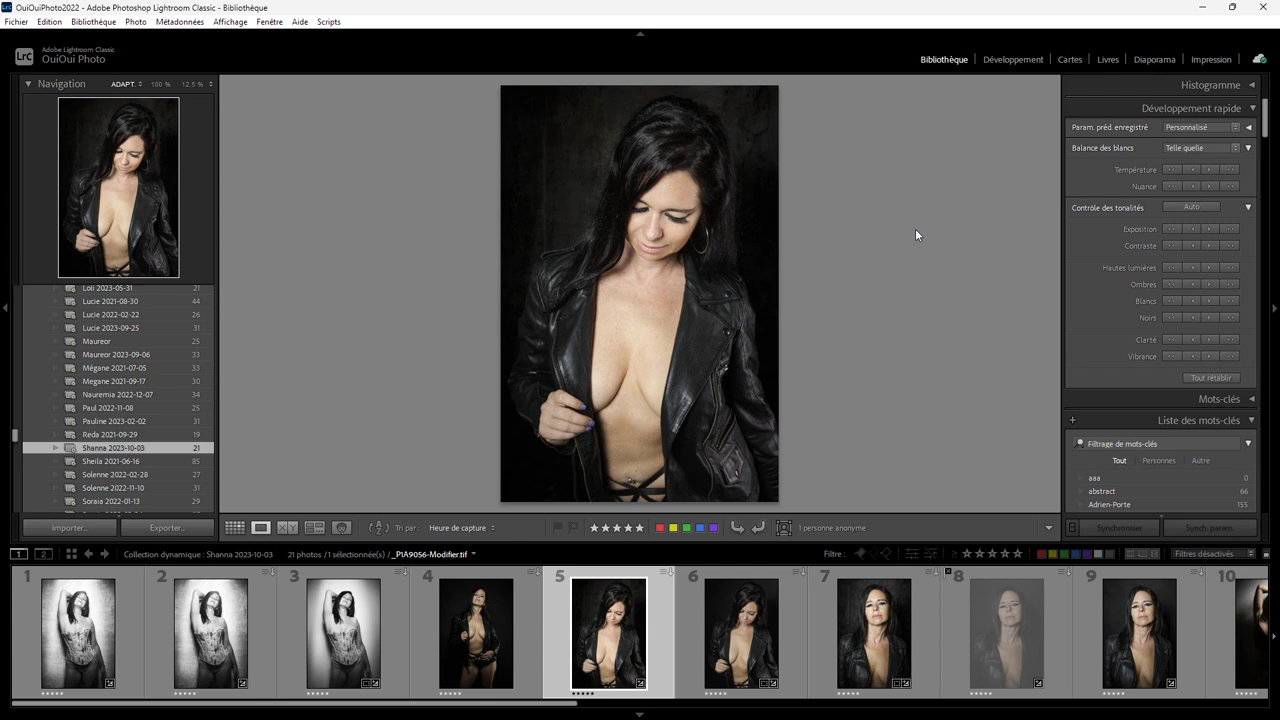 OuiOuiPhoto2022 - Adobe Photoshop Lightroom Classic - Bibliothèque
Fichier Edition Bibliothèque Photo Métadonnées Affichage Fenêtre Aide Scripts
Lrc
Adobe Lightroom Classic
OuiOui Photo
Bibliothèque | Développement | Cartes | Livres | Diaporama | Impression |
Navigation ADAPT. 100 % 12,5 %
Loli 2023-05-31 21
Lucie 2021-08-30 44
Lucie 2022-02-22 26
Lucie 2023-09-25 31
Maureor 25
Maureor 2023-09-06 33
Mégane 2021-07-05 33
Megane 2021-09-17 30
Nauremia 2022-12-07 34
Paul 2022-11-08 25
Pauline 2023-02-02 31
Reda 2021-09-29 19
Shanna 2023-10-03 21
Sheila 2021-06-16 85
Solenne 2022-02-28 27
Solenne 2022-11-10 31
Soraia 2022-01-13 29
Importer... Exporter...
Histogramme
Développement rapide
Param. préd. enregistré Personnalisé
Balance des blancs Telle quelle
Température
Nuance
Contrôle des tonalités Auto
Exposition
Contraste
Hautes lumières
Ombres
Blancs
Noirs
Clarté
Vibrance
Tout rétablir
Mots-clés
+ Liste des mots-clés
Filtrage de mots-clés
Tout Personnes Autre
aaa 0
abstract 66
Adrien-Porte 155
Synchroniser Synch. param.
XY Tri par : Heure de capture ★★★★★ 1 personne anonyme
1 2 Collection dynamique : Shanna 2023-10-03 21 photos /1 sélectionnée(s) /_P1A9056-Modifier.tif Filtre : ≥ ★★★★★ Filtres désactivés
1 2 3 4 5 6 7 8 9 10